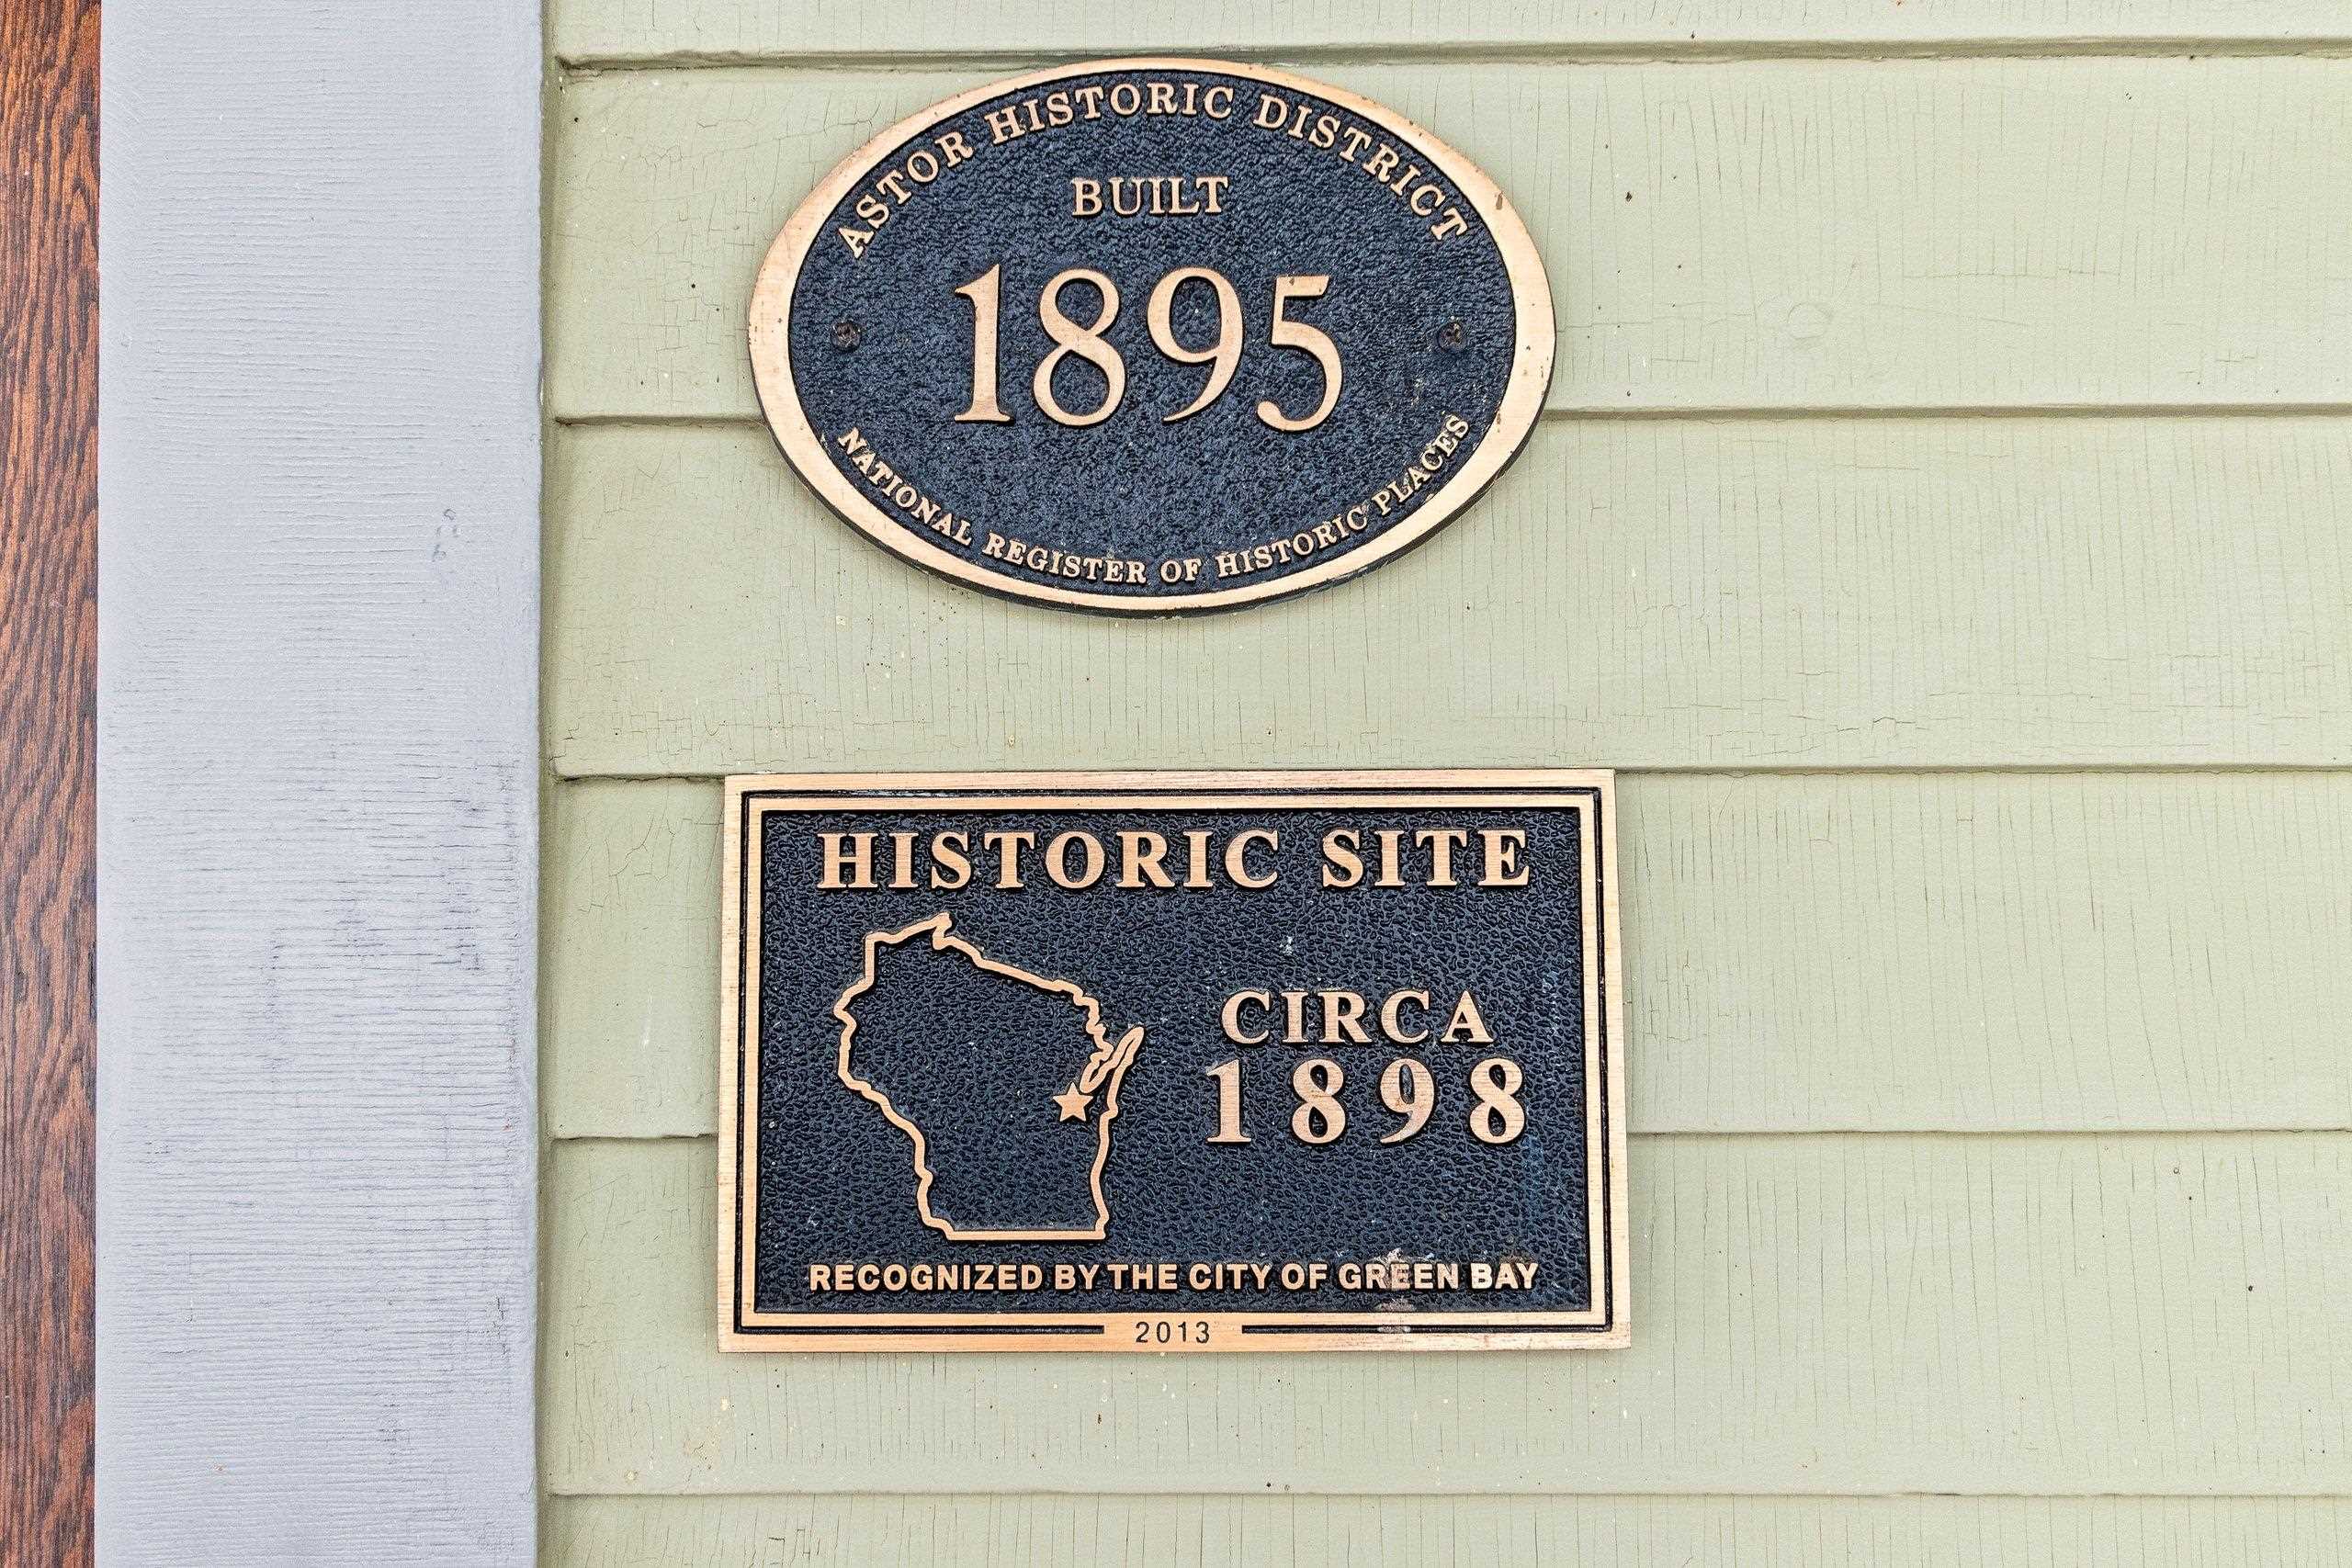 ASTOR HISTORIC DISTRICT
BUILT
1895
NATIONAL REGISTER OF HISTORIC PLACES
HISTORIC SITE
CIRCA
1898
RECOGNIZED BY THE CITY OF GREEN BAY
2013